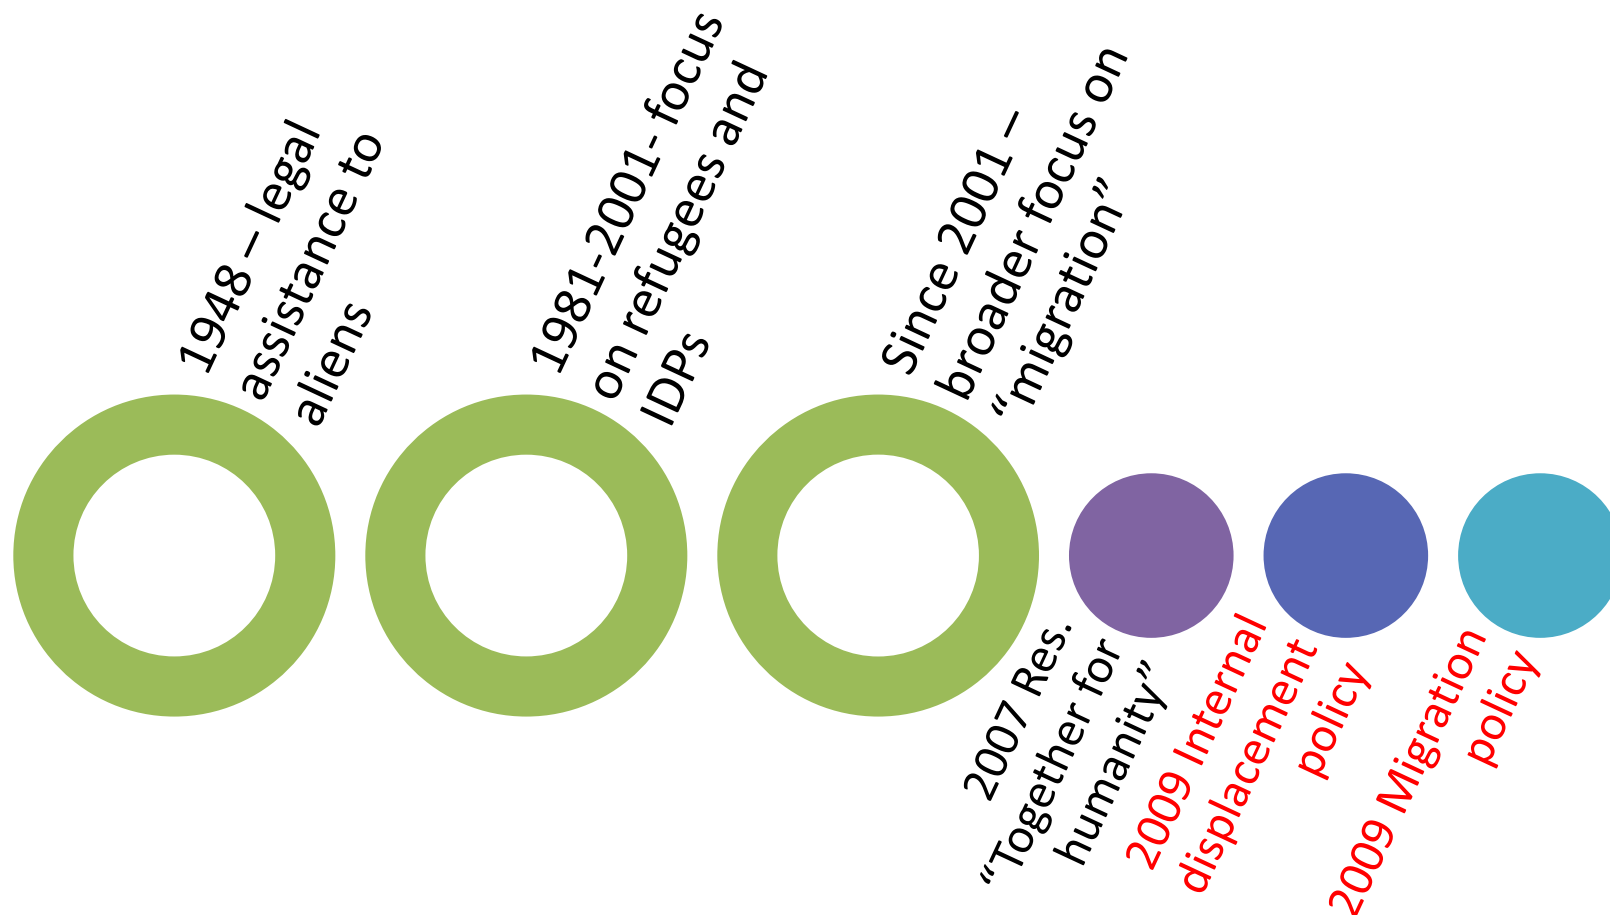 1948 – legal
assistance to
aliens
1981-2001- focus
on refugees and
IDPs
Since 2001 –
broader focus on
“migration”
2007 Res.
“Together for
humanity”
2009 Internal
displacement
policy
2009 Migration
policy